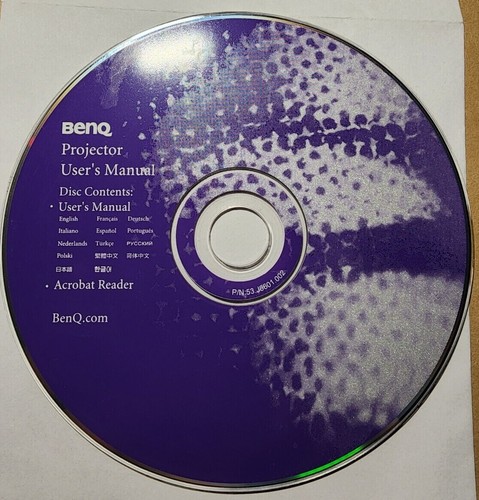 BenQ
Projector
User's Manual
Disc Contents:
• User's Manual
English Français Deutsch
Italiano Español Português
Nederlands Türkçe РУССКИЙ
Polski 繁體中文 简体中文
日本語 한글어
• Acrobat Reader
BenQ.com
P/N:53.J8601.002